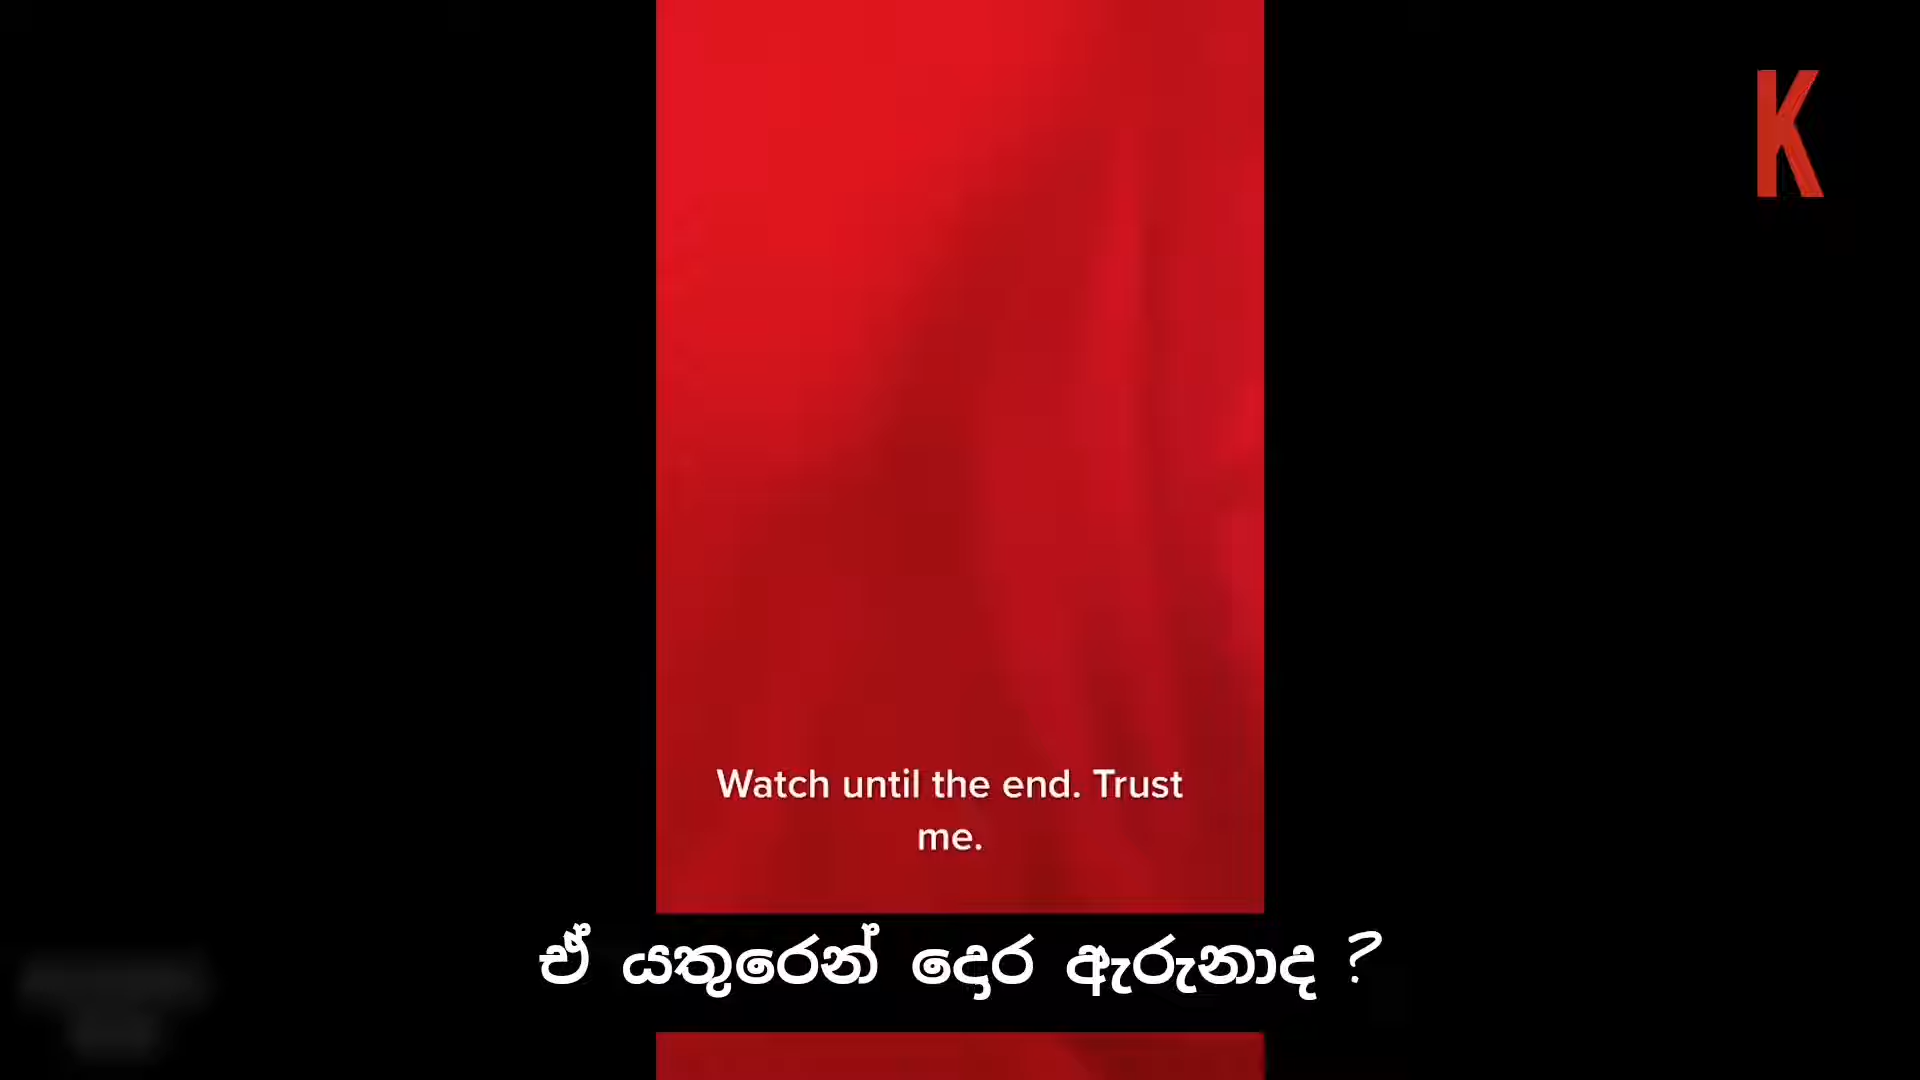 K
Watch until the end. Trust
me.
ඒ යතුරෙන් දොර ඇරුනාද ?